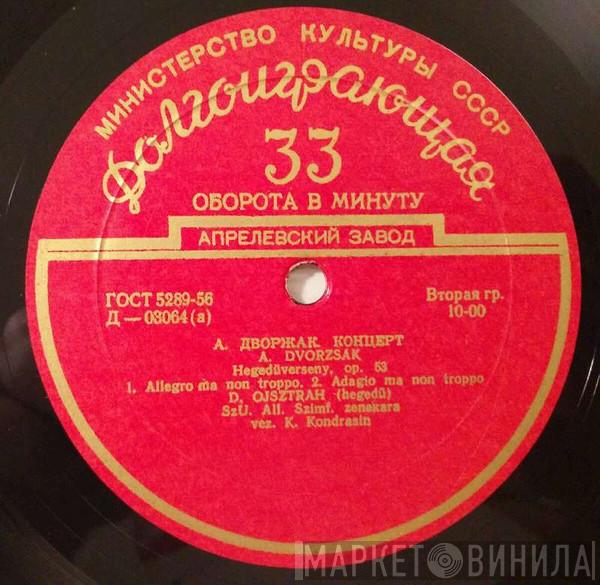 МИНИСТЕРСТВО КУЛЬТУРЫ СССР
Долгоиграющая
33
ОБОРОТА В МИНУТУ
АПРЕЛЕВСКИЙ ЗАВОД
ГОСТ 5289-56
Д — 03064 (а)
Вторая гр.
10-00
А. ДВОРЖАК. КОНЦЕРТ
A. DVORZSÁK
Hegedüverseny, op. 53
1. Allegro ma non troppo. 2. Adagio ma non troppo
D. OJSZTRAH (hegedü)
SzU. All. Szimf. zenekara
vez. K. Kondrasin
МАРКЕТ ВИНИЛА